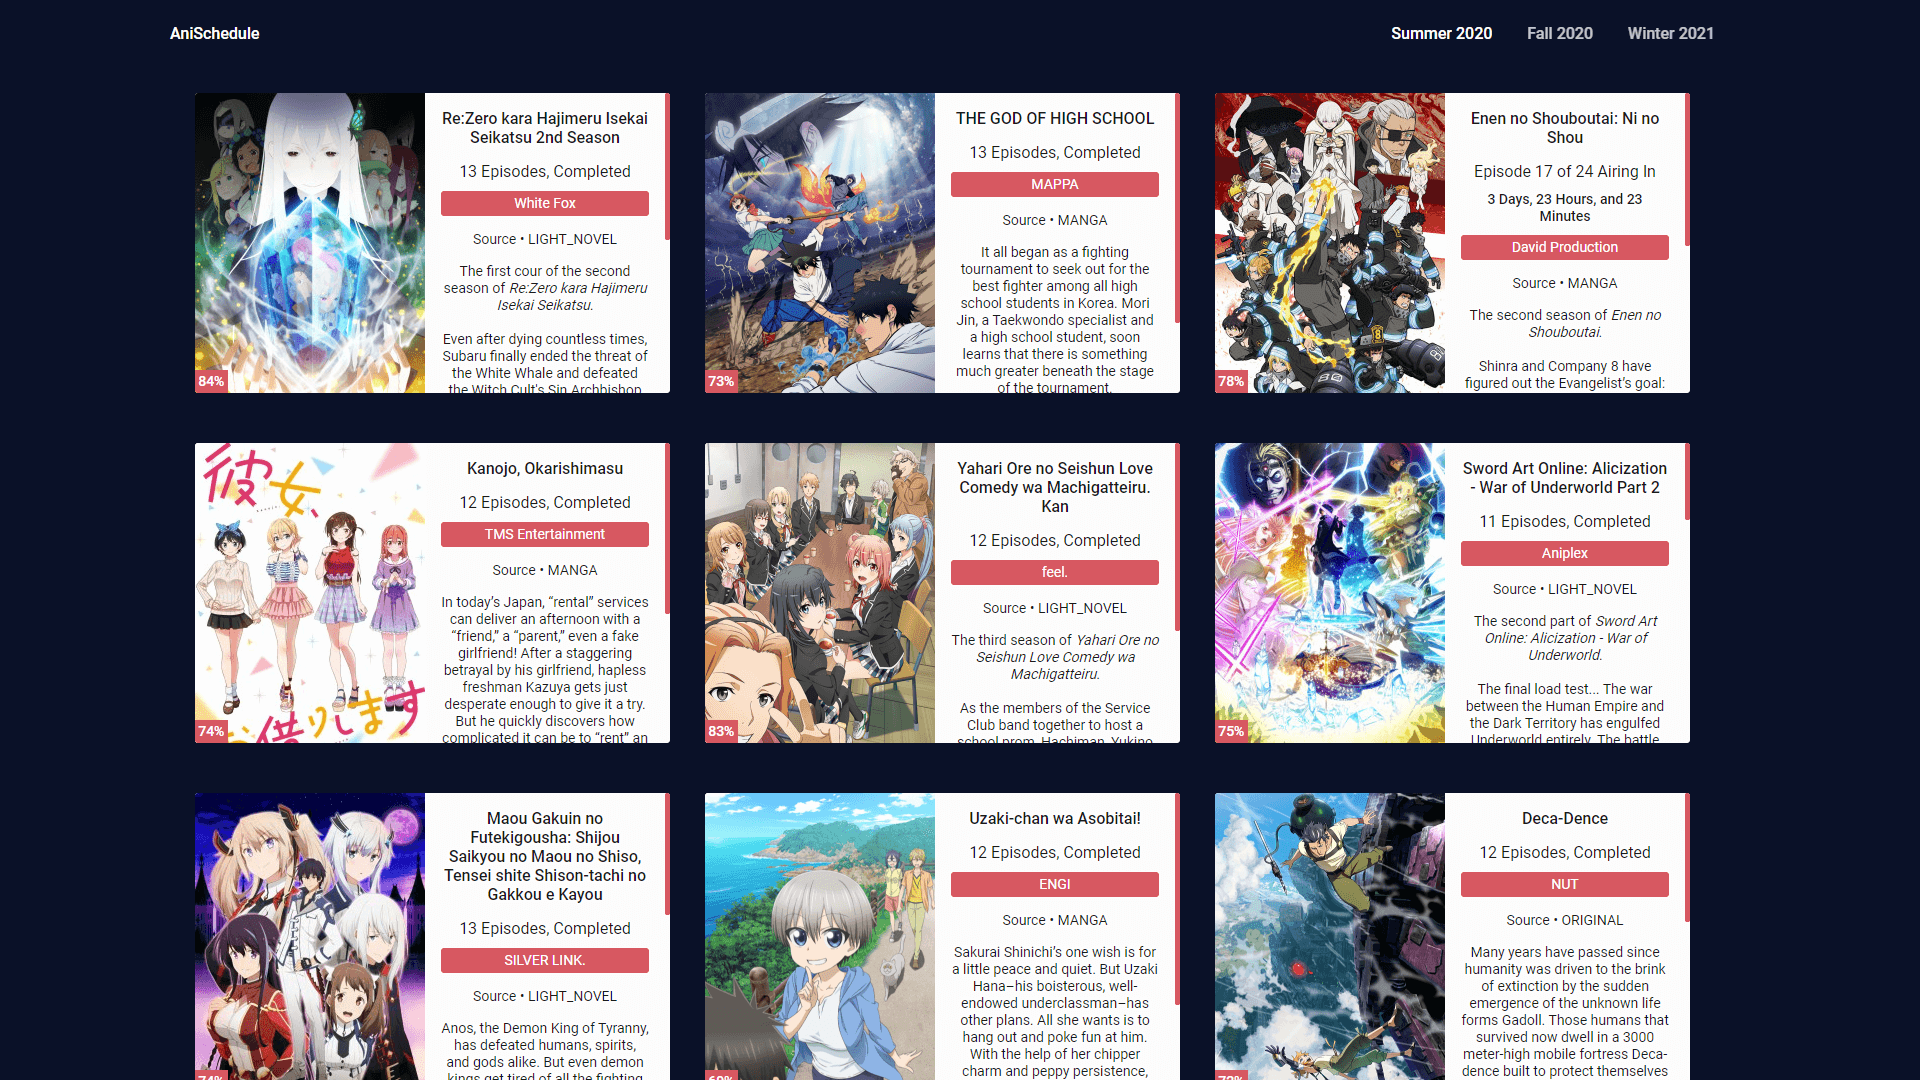 AniSchedule
Summer 2020
Fall 2020
Winter 2021
Re:Zero kara Hajimeru Isekai
Seikatsu 2nd Season
13 Episodes, Completed
White Fox
Source • LIGHT_NOVEL
The first cour of the second
season of Re:Zero kara Hajimeru
Isekai Seikatsu.
Even after dying countless times,
Subaru finally ended the threat of
the White Whale and defeated
the Witch Cult's Sin Archbishop
84%
THE GOD OF HIGH SCHOOL
13 Episodes, Completed
MAPPA
Source • MANGA
It all began as a fighting
tournament to seek out for the
best fighter among all high
school students in Korea. Mori
Jin, a Taekwondo specialist and
a high school student, soon
learns that there is something
much greater beneath the stage
of the tournament.
73%
Enen no Shouboutai: Ni no
Shou
Episode 17 of 24 Airing In
3 Days, 23 Hours, and 23
Minutes
David Production
Source • MANGA
The second season of Enen no
Shouboutai.
Shinra and Company 8 have
figured out the Evangelist's goal:
8
78%
彼女、
お借りします
Kanojo, Okarishimasu
12 Episodes, Completed
TMS Entertainment
Source • MANGA
In today's Japan, “rental” services
can deliver an afternoon with a
“friend,” a “parent,” even a fake
girlfriend! After a staggering
betrayal by his girlfriend, hapless
freshman Kazuya gets just
desperate enough to give it a try.
But he quickly discovers how
complicated it can be to “rent” an
74%
Yahari Ore no Seishun Love
Comedy wa Machigatteiru.
Kan
12 Episodes, Completed
feel.
Source • LIGHT_NOVEL
The third season of Yahari Ore no
Seishun Love Comedy wa
Machigatteiru.
As the members of the Service
Club band together to host a
school prom, Hachiman, Yukino,
83%
Sword Art Online: Alicization
- War of Underworld Part 2
11 Episodes, Completed
Aniplex
Source • LIGHT_NOVEL
The second part of Sword Art
Online: Alicization - War of
Underworld.
The final load test... The war
between the Human Empire and
the Dark Territory has engulfed
Underworld entirely. The battle
75%
Maou Gakuin no
Futekigousha: Shijou
Saikyou no Maou no Shiso,
Tensei shite Shison-tachi no
Gakkou e Kayou
13 Episodes, Completed
SILVER LINK.
Source • LIGHT_NOVEL
Anos, the Demon King of Tyranny,
has defeated humans, spirits,
and gods alike. But even demon
kings get tired of all the fighting
74%
Uzaki-chan wa Asobitai!
12 Episodes, Completed
ENGI
Source • MANGA
Sakurai Shinichi's one wish is for
a little peace and quiet. But Uzaki
Hana–his boisterous, well-
endowed underclassman–has
other plans. All she wants is to
hang out and poke fun at him.
With the help of her chipper
charm and peppy persistence,
Deca-Dence
12 Episodes, Completed
NUT
Source • ORIGINAL
Many years have passed since
humanity was driven to the brink
of extinction by the sudden
emergence of the unknown life
forms Gadoll. Those humans that
survived now dwell in a 3000
meter-high mobile fortress Deca-
dence built to protect themselves